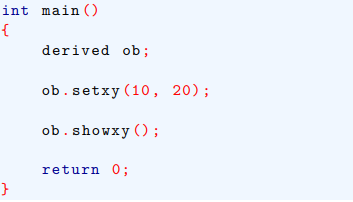 int main()
{
derived ob;
ob.setxy(10, 20);
ob.showxy();
return 0;
}